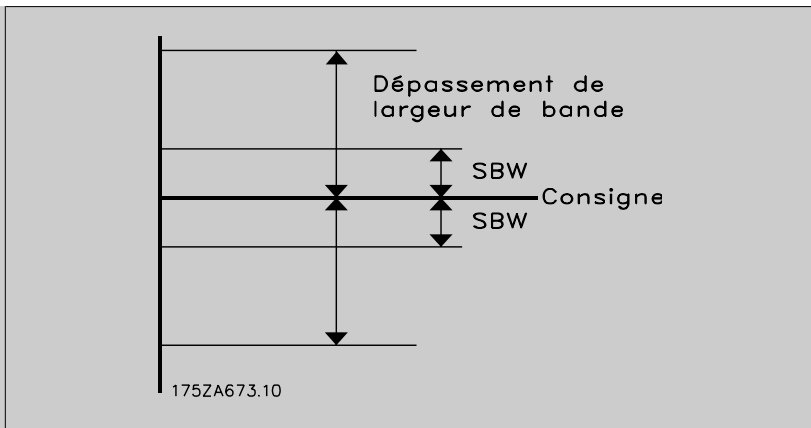 Dépassement de
largeur de bande
SBW
Consigne
SBW
175ZA673.10